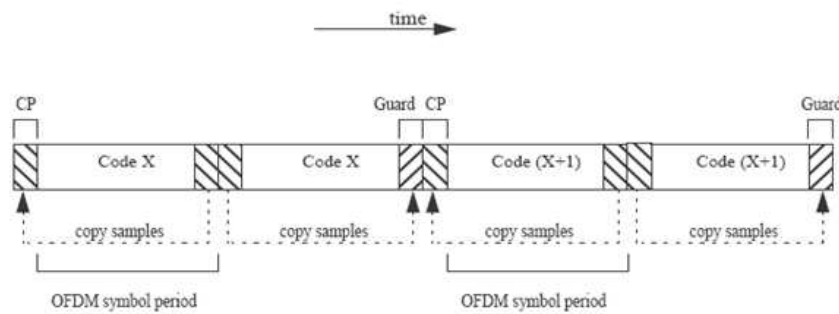 time
CP Guard CP Guard
Code X Code X Code (X+1) Code (X+1)
copy samples copy samples copy samples copy samples
OFDM symbol period OFDM symbol period